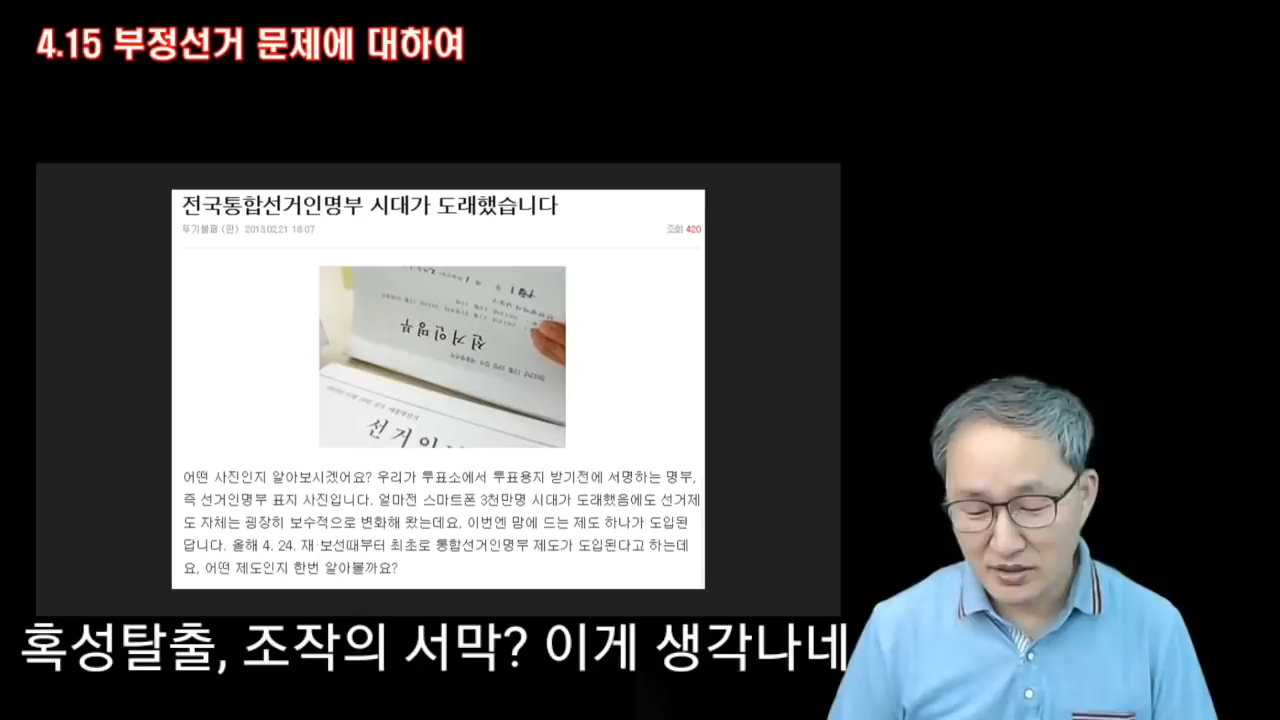 4.15 부정선거 문제에 대하여
전국통합선거인명부 시대가 도래했습니다
뚜기볼펜 (판) 2013.02.21 18:07 조회 420
선거인명부
선거인
어떤 사진인지 알아보시겠어요? 우리가 투표소에서 투표용지 받기전에 서명하는 명부,
즉 선거인명부 표지 사진입니다. 얼마전 스마트폰 3천만명 시대가 도래했음에도 선거제
도 자체는 굉장히 보수적으로 변화해 왔는데요, 이번엔 맘에 드는 제도 하나가 도입된
답니다. 올해 4. 24. 재·보선때부터 최초로 통합선거인명부 제도가 도입된다고 하는데
요, 어떤 제도인지 한번 알아볼까요?
혹성탈출, 조작의 서막? 이게 생각나네